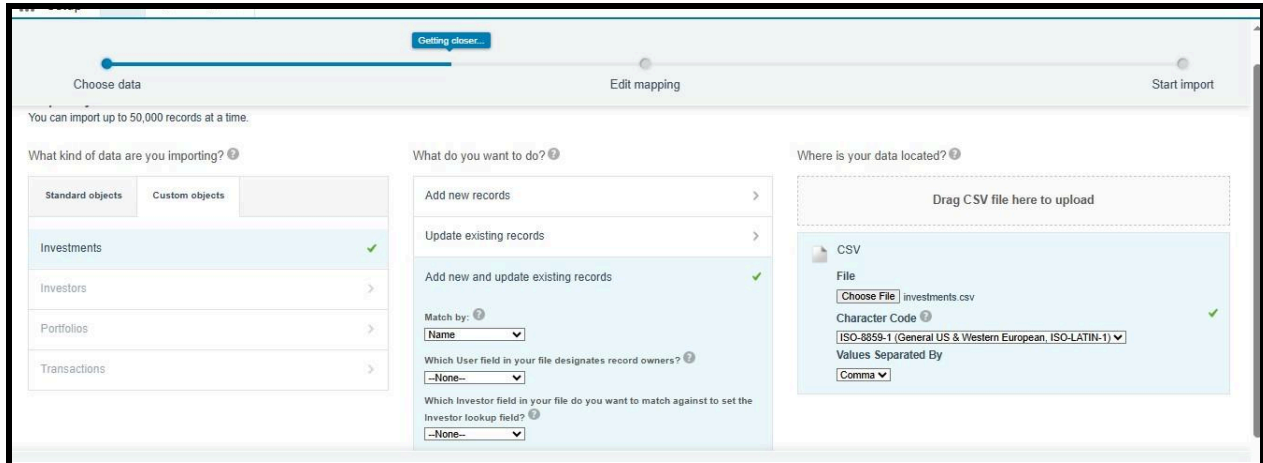 Getting closer...
Choose data
Edit mapping
Start import
You can import up to 50,000 records at a time.
What kind of data are you importing?
Standard objects
Custom objects
Investments
Investors
Portfolios
Transactions
What do you want to do?
Add new records
Update existing records
Add new and update existing records
Match by:
Name
Which User field in your file designates record owners?
--None--
Which Investor field in your file do you want to match against to set the
Investor lookup field?
--None--
Where is your data located?
Drag CSV file here to upload
CSV
File
Choose File investments.csv
Character Code
ISO-8859-1 (General US & Western European, ISO-LATIN-1)
Values Separated By
Comma